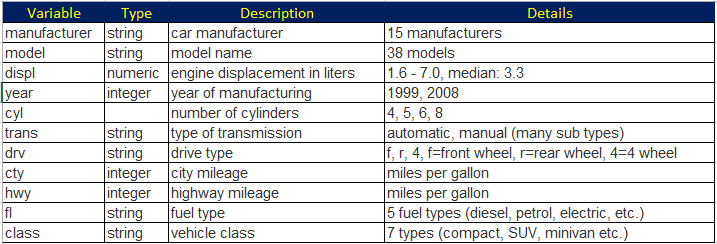 Variable Type Description Details
manufacturer string car manufacturer 15 manufacturers
model string model name 38 models
displ numeric engine displacement in liters 1.6 - 7.0, median: 3.3
year integer year of manufacturing 1999, 2008
cyl number of cylinders 4, 5, 6, 8
trans string type of transmission automatic, manual (many sub types)
drv string drive type f, r, 4, f=front wheel, r=rear wheel, 4=4 wheel
cty integer city mileage miles per gallon
hwy integer highway mileage miles per gallon
fl string fuel type 5 fuel types (diesel, petrol, electric, etc.)
class string vehicle class 7 types (compact, SUV, minivan etc.)